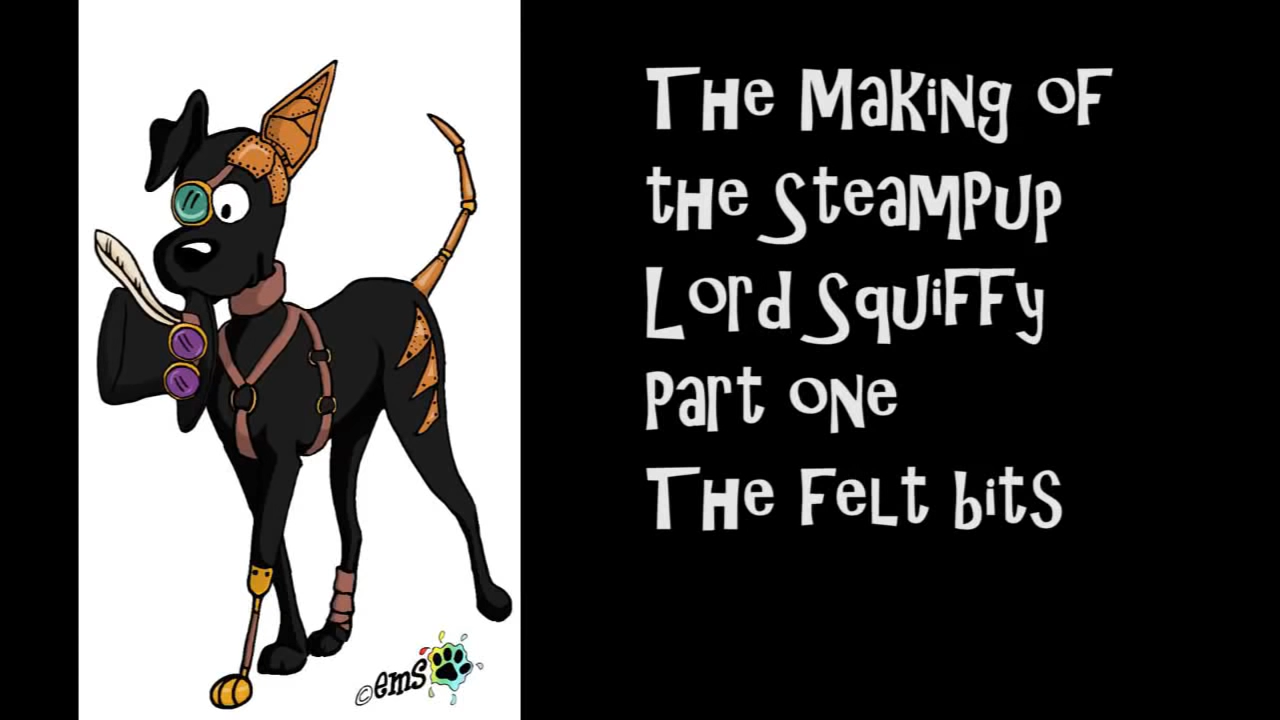 The Making of
the Steampup
Lord Squiffy
part one
The Felt bits
©ems